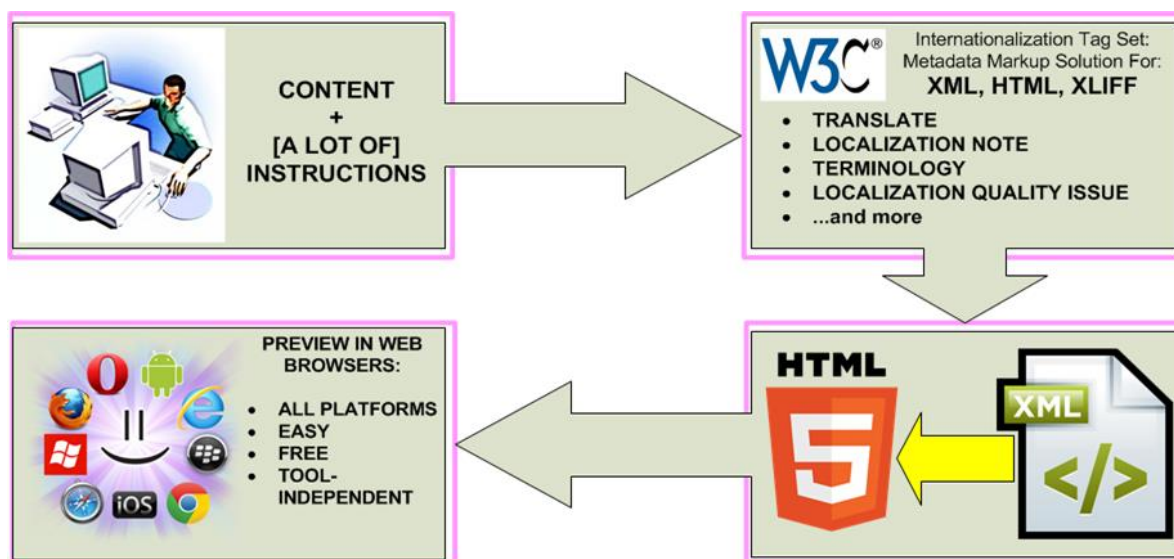 CONTENT
+
[A LOT OF]
INSTRUCTIONS
W3C®
Internationalization Tag Set:
Metadata Markup Solution For:
XML, HTML, XLIFF
• TRANSLATE
• LOCALIZATION NOTE
• TERMINOLOGY
• LOCALIZATION QUALITY ISSUE
• ...and more
PREVIEW IN WEB
BROWSERS:
• ALL PLATFORMS
• EASY
• FREE
• TOOL-
INDEPENDENT
iOS
HTML
5
XML
</>